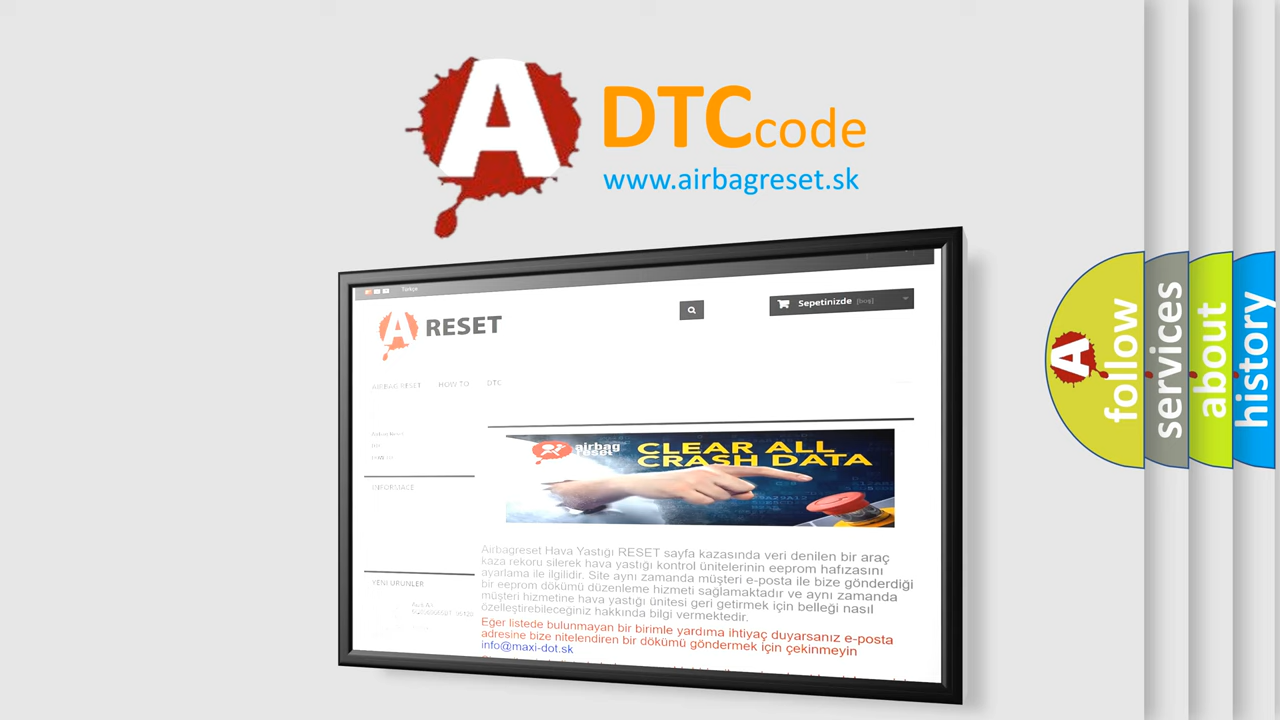 A DTCcode
www.airbagreset.sk
Türkçe
A RESET
Sepetinizde [boş]
AIRBAG RESET HOW TO DTC
INFORMACE
airbag reset CLEAR ALL CRASH DATA
Airbagreset Hava Yastığı RESET sayfa kazasında veri denilen bir araç
kaza rekoru silerek hava yastığı kontrol ünitelerinin eeprom hafızasını
ayarlama ile ilgilidir. Site aynı zamanda müşteri e-posta ile bize gönderdiği
bir eeprom dökümü düzenleme hizmeti sağlamaktadır ve aynı zamanda
müşteri hizmetine hava yastığı ünitesi geri getirmek için belleği nasıl
özelleştirebileceğiniz hakkında bilgi vermektedir.
YENİ ÜRÜNLER
Eğer listede bulunmayan bir birimle yardıma ihtiyaç duyarsanız e-posta
adresine bize nitelendiren bir dökümü göndermek için çekinmeyin
info@maxi-dot.sk
A follow
services
about
history